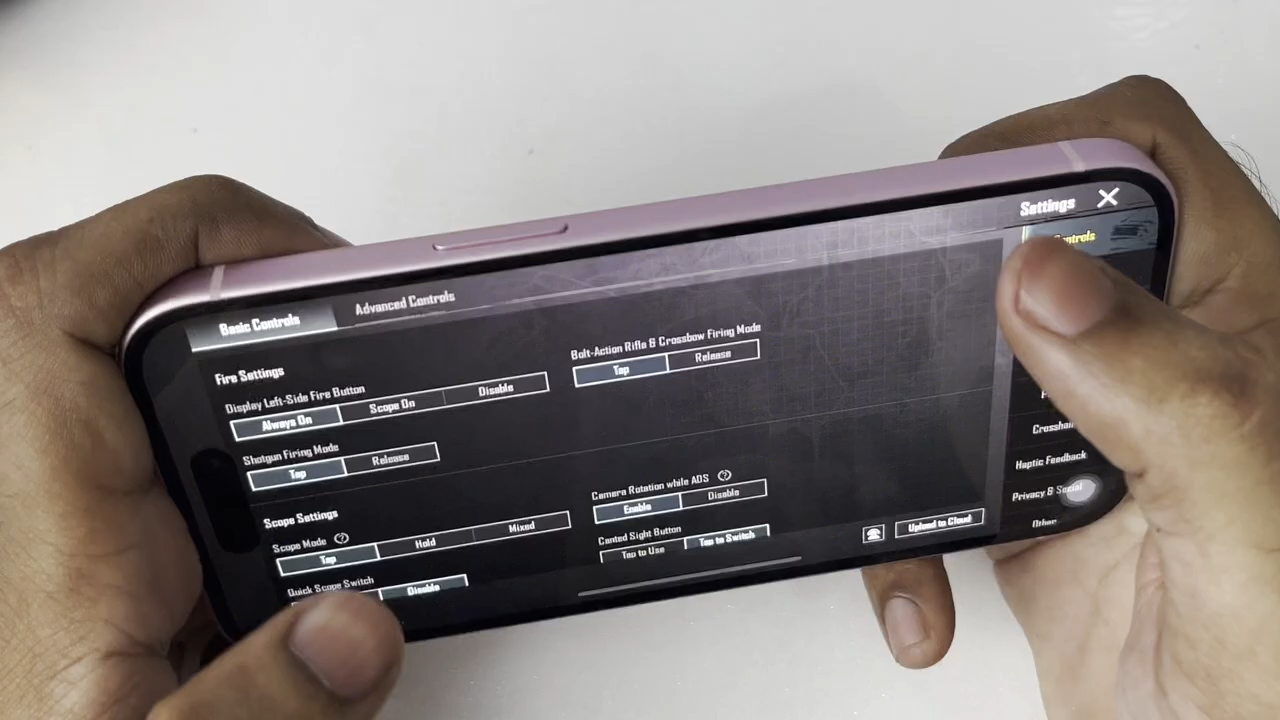 Settings
Basic Controls
Advanced Controls
Fire Settings
Display Left-Side Fire Button
Always On
Scope On
Disable
Bolt-Action Rifle & Crossbow Firing Mode
Tap
Release
Shotgun Firing Mode
Tap
Release
Scope Settings
Scope Mode
Tap
Hold
Mixed
Camera Rotation while ADS
Enable
Disable
Quick Scope Switch
Disable
Canted Sight Button
Tap to Use
Tap to Switch
Upload to Cloud
Haptic Feedback
Privacy & Social
Other